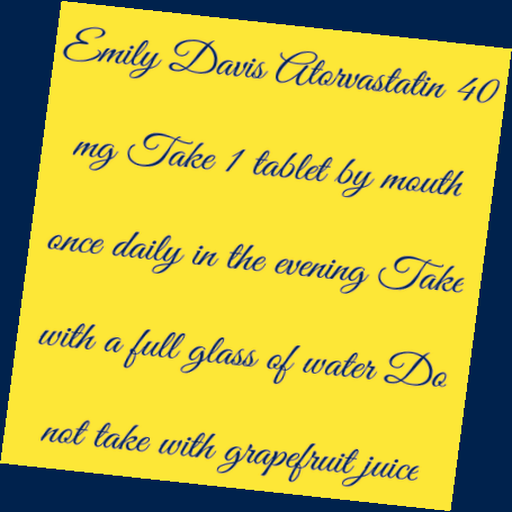 Emily Davis Atorvastatin 40
mg Take 1 tablet by mouth
once daily in the evening Take
with a full glass of water Do
not take with grapefruit juice